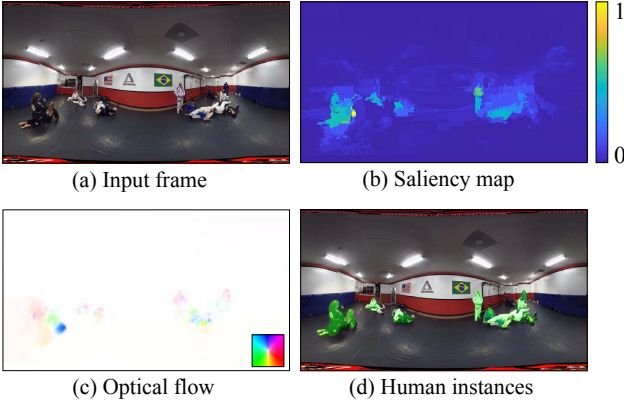 1
0
(a) Input frame
(b) Saliency map
(c) Optical flow
(d) Human instances